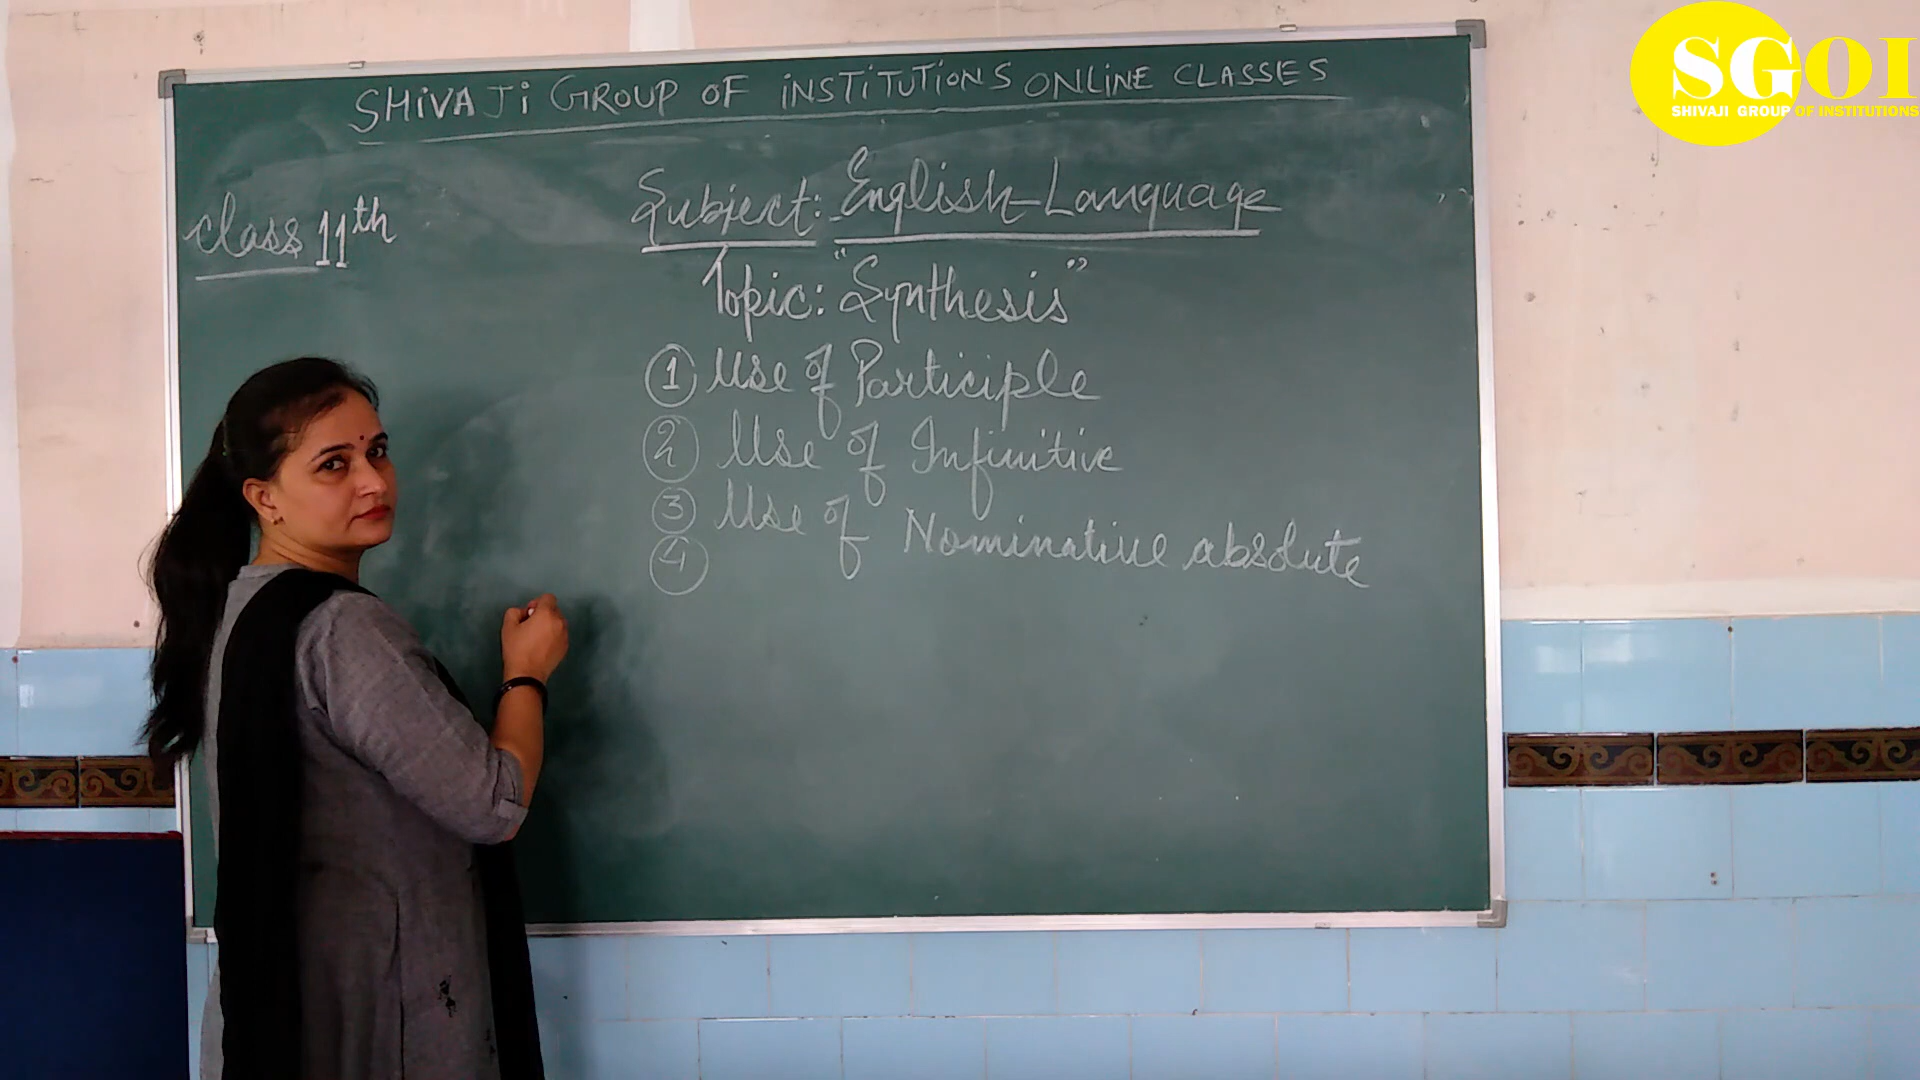 SGOI
SHIVAJI GROUP OF INSTITUTIONS
SHIVAJI GROUP OF INSTITUTIONS ONLINE CLASSES
class 11th
Subject:- English-Language
Topic: "Synthesis"
1 Use of Participle
2 Use of Infinitive
3 Use of Nominative absolute
4